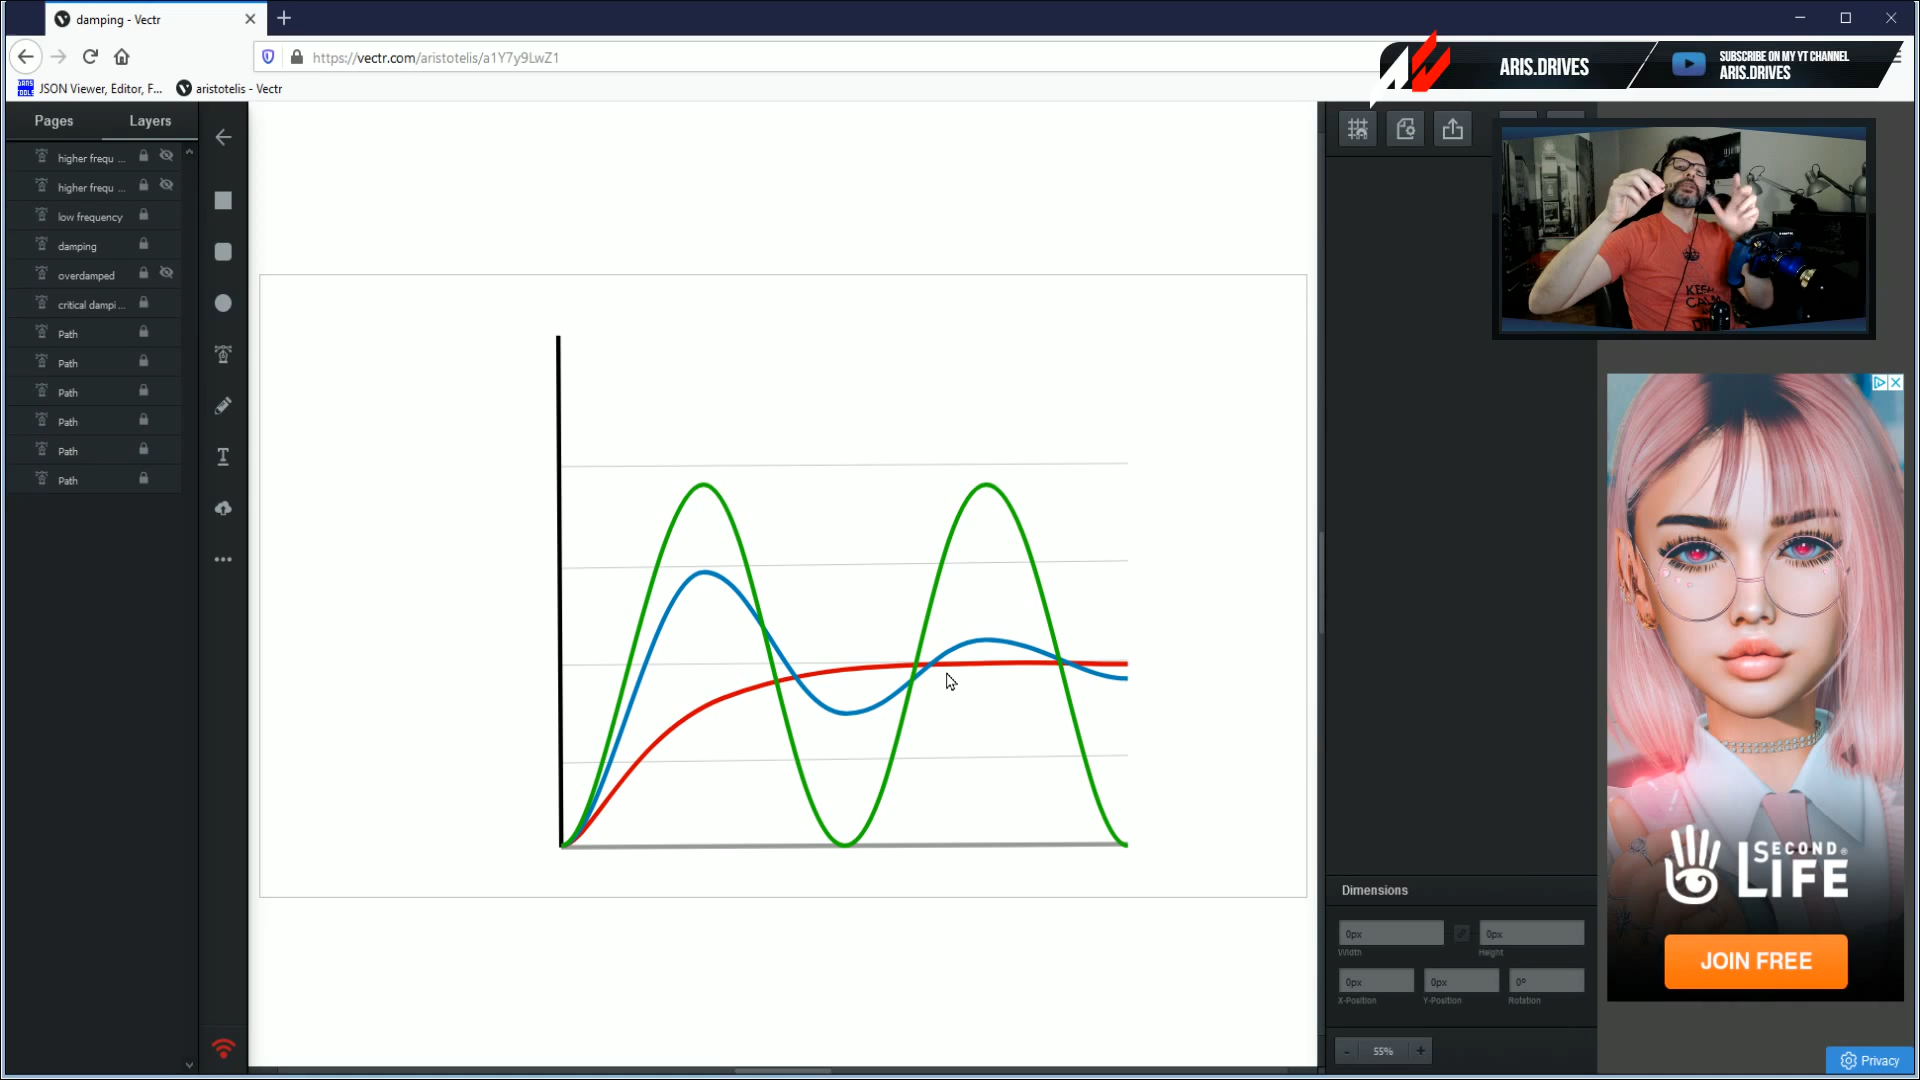 damping - Vectr
https://vectr.com/aristotelis/a1Y7y9LwZ1
JSON Viewer, Editor, F...
aristotelis - Vectr
ARIS.DRIVES
SUBSCRIBE ON MY YT CHANNEL
ARIS.DRIVES
Pages
Layers
higher frequ ...
higher frequ ...
low frequency
damping
overdamped
critical dampi ...
Path
Path
Path
Path
Path
Path
KEEP
CALM
SECOND
LIFE
JOIN FREE
Dimensions
0px
0px
Width
Height
0px
0px
0°
X-Position
Y-Position
Rotation
-
55%
+
Privacy